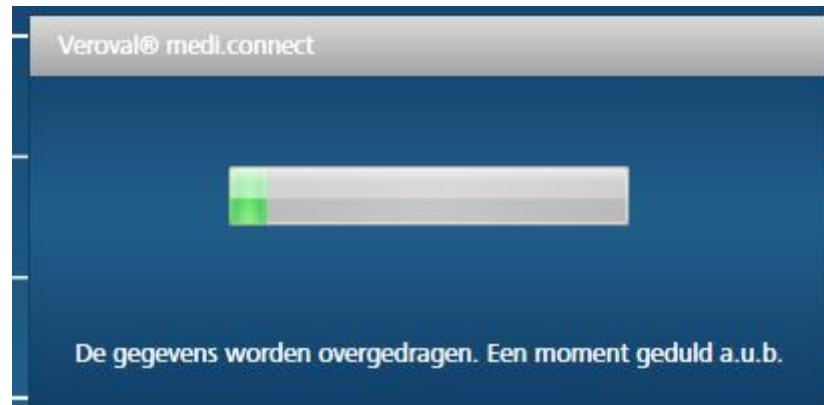 Veroval® medi.connect
De gegevens worden overgedragen. Een moment geduld a.u.b.